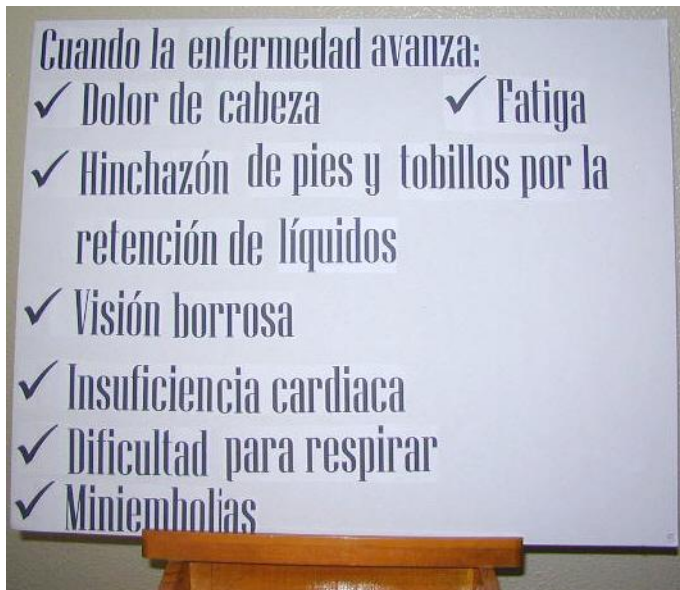 Cuando la enfermedad avanza:
✓ Dolor de cabeza ✓ Fatiga
✓ Hinchazón de pies y tobillos por la
retención de líquidos
✓ Visión borrosa
✓ Insuficiencia cardiaca
✓ Dificultad para respirar
✓ Miniembolias